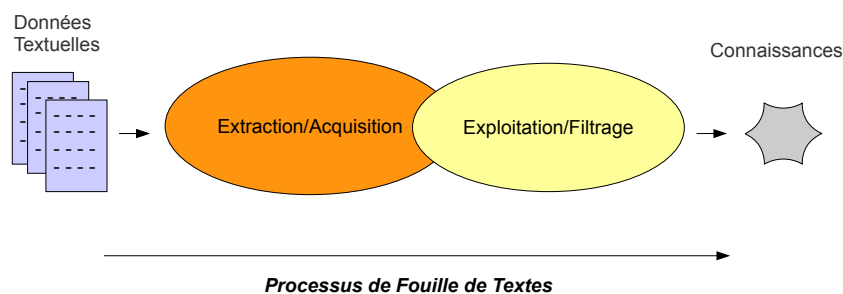 Données
Textuelles
Connaissances
Extraction/Acquisition
Exploitation/Filtrage
Processus de Fouille de Textes